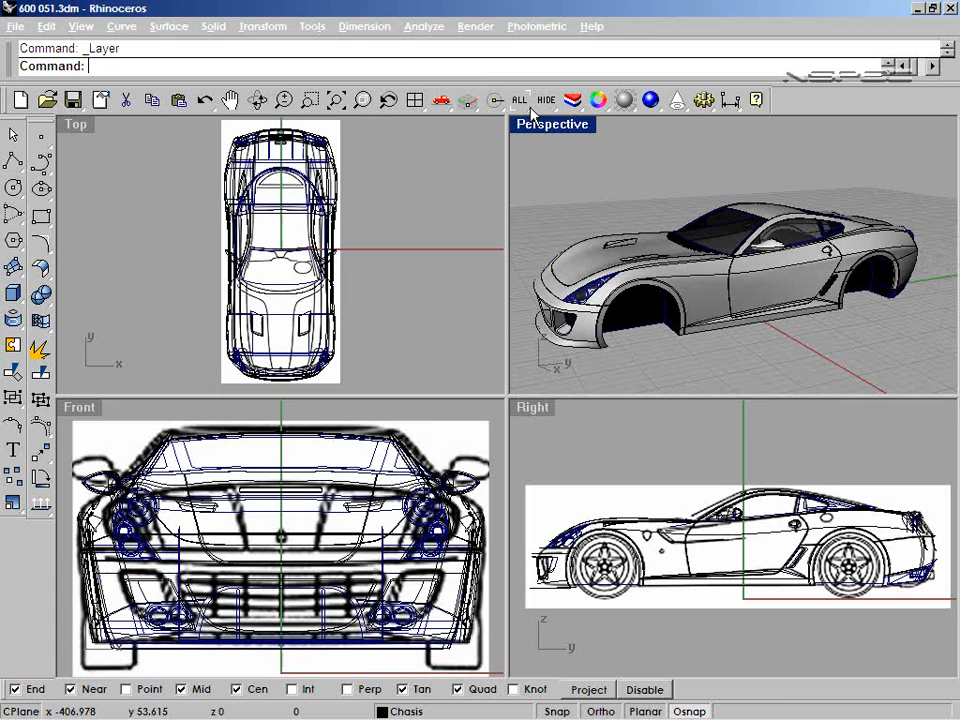 600 051.3dm - Rhinoceros
File Edit View Curve Surface Solid Transform Tools Dimension Analyze Render Photometric Help
Command: _Layer
Command:
ALL HIDE
Top
Perspective
y
x
z
y
x
Front
Right
z
y
End Near Point Mid Cen Int Perp Tan Quad Knot Project Disable
CPlane x -406.978 y 53.615 z 0 0 Chasis Snap Ortho Planar Osnap